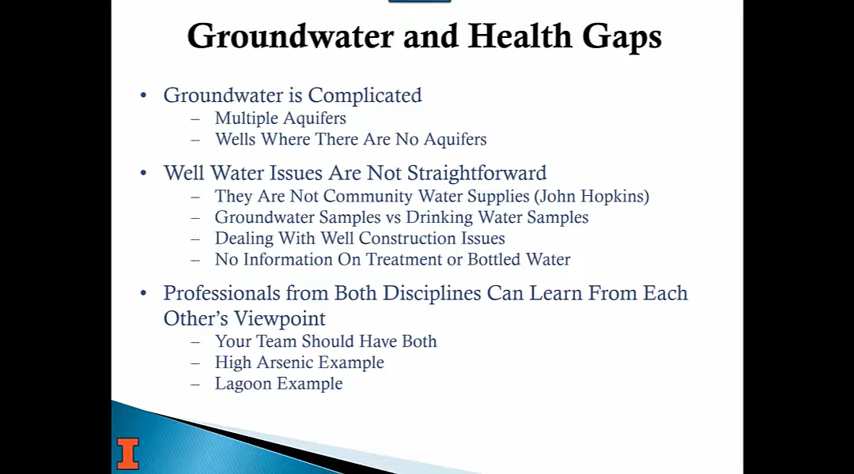 Groundwater and Health Gaps
• Groundwater is Complicated
– Multiple Aquifers
– Wells Where There Are No Aquifers
• Well Water Issues Are Not Straightforward
– They Are Not Community Water Supplies (John Hopkins)
– Groundwater Samples vs Drinking Water Samples
– Dealing With Well Construction Issues
– No Information On Treatment or Bottled Water
• Professionals from Both Disciplines Can Learn From Each
Other's Viewpoint
– Your Team Should Have Both
– High Arsenic Example
– Lagoon Example
I